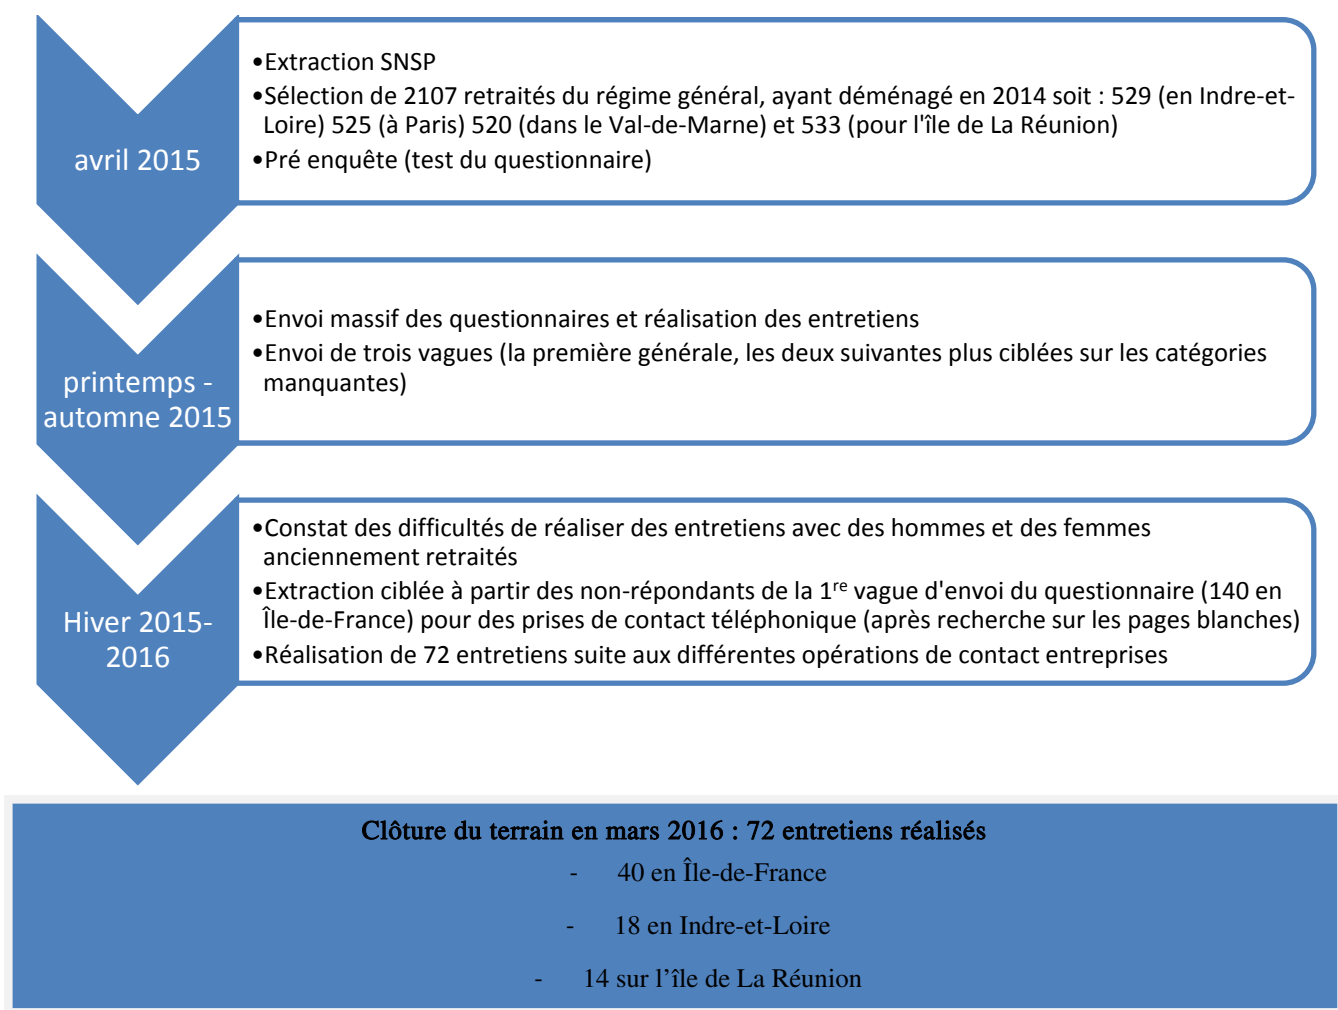 avril 2015
•Extraction SNSP
•Sélection de 2107 retraités du régime général, ayant déménagé en 2014 soit : 529 (en Indre-et-
Loire) 525 (à Paris) 520 (dans le Val-de-Marne) et 533 (pour l'île de La Réunion)
•Pré enquête (test du questionnaire)
printemps -
automne 2015
•Envoi massif des questionnaires et réalisation des entretiens
•Envoi de trois vagues (la première générale, les deux suivantes plus ciblées sur les catégories
manquantes)
Hiver 2015-
2016
•Constat des difficultés de réaliser des entretiens avec des hommes et des femmes
anciennement retraités
•Extraction ciblée à partir des non-répondants de la 1re vague d'envoi du questionnaire (140 en
Île-de-France) pour des prises de contact téléphonique (après recherche sur les pages blanches)
•Réalisation de 72 entretiens suite aux différentes opérations de contact entreprises
Clôture du terrain en mars 2016 : 72 entretiens réalisés
- 40 en Île-de-France
- 18 en Indre-et-Loire
- 14 sur l’île de La Réunion